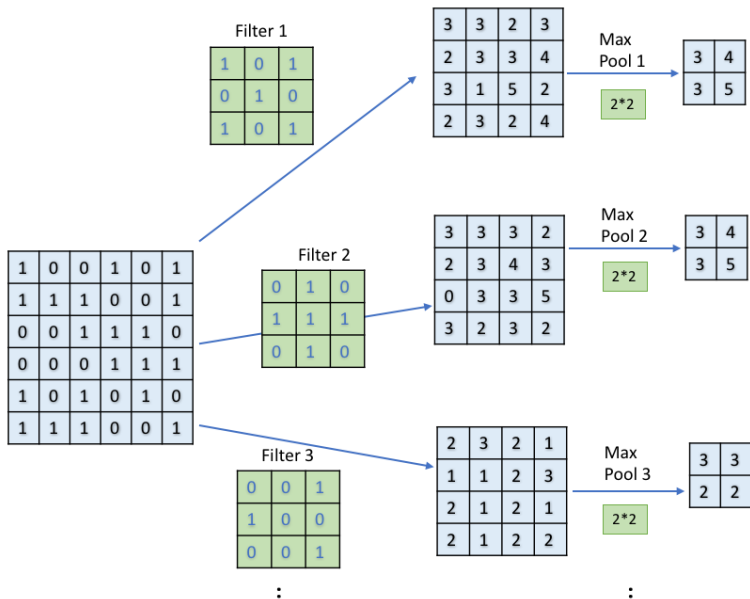 Filter 1
1 0 1
0 1 0
1 0 1
3 3 2 3
2 3 3 4
3 1 5 2
2 3 2 4
Max
Pool 1
2*2
3 4
3 5
1 0 0 1 0 1
1 1 1 0 0 1
0 0 1 1 1 0
0 0 0 1 1 1
1 0 1 0 1 0
1 1 1 0 0 1
Filter 2
0 1 0
1 1 1
0 1 0
3 3 3 2
2 3 4 3
0 3 3 5
3 2 3 2
Max
Pool 2
2*2
3 4
3 5
Filter 3
0 0 1
1 0 0
0 0 1
2 3 2 1
1 1 2 3
2 1 2 1
2 1 2 2
Max
Pool 3
2*2
3 3
2 2
:
: